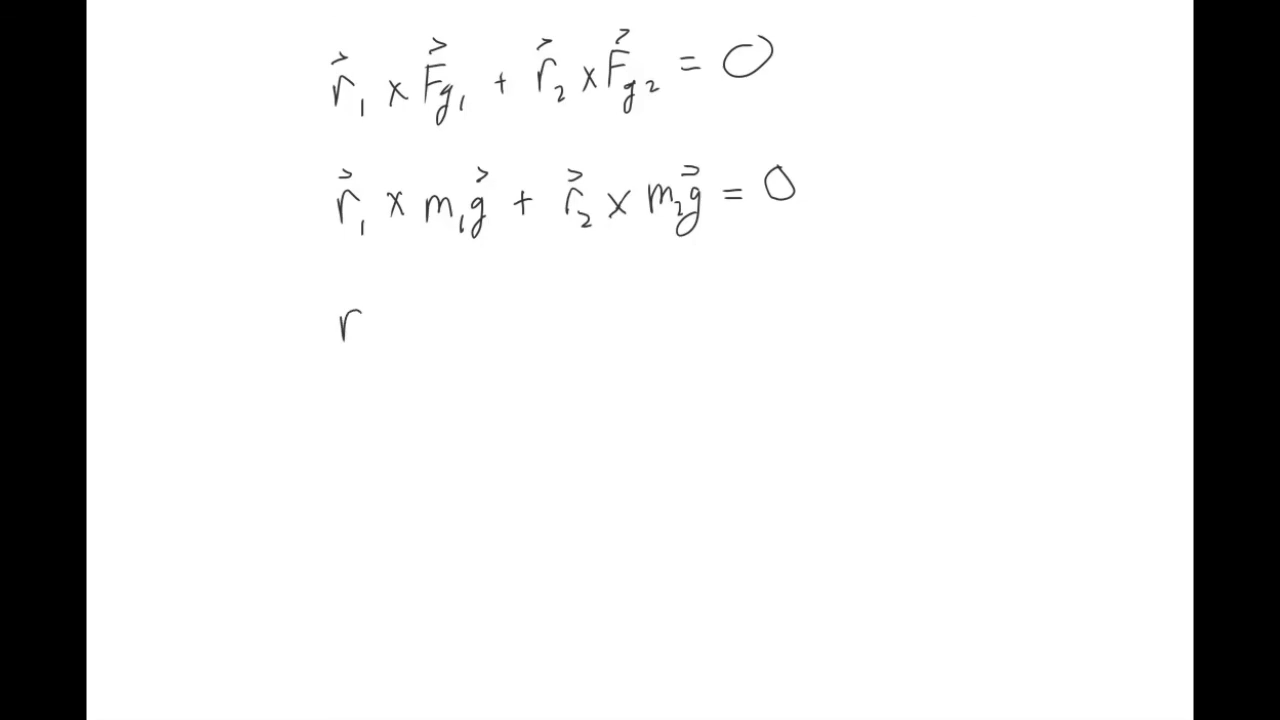 r⃗₁ × F⃗g₁ + r⃗₂ × F⃗g₂ = 0
r⃗₁ × m₁g⃗ + r⃗₂ × m₂g⃗ = 0
r